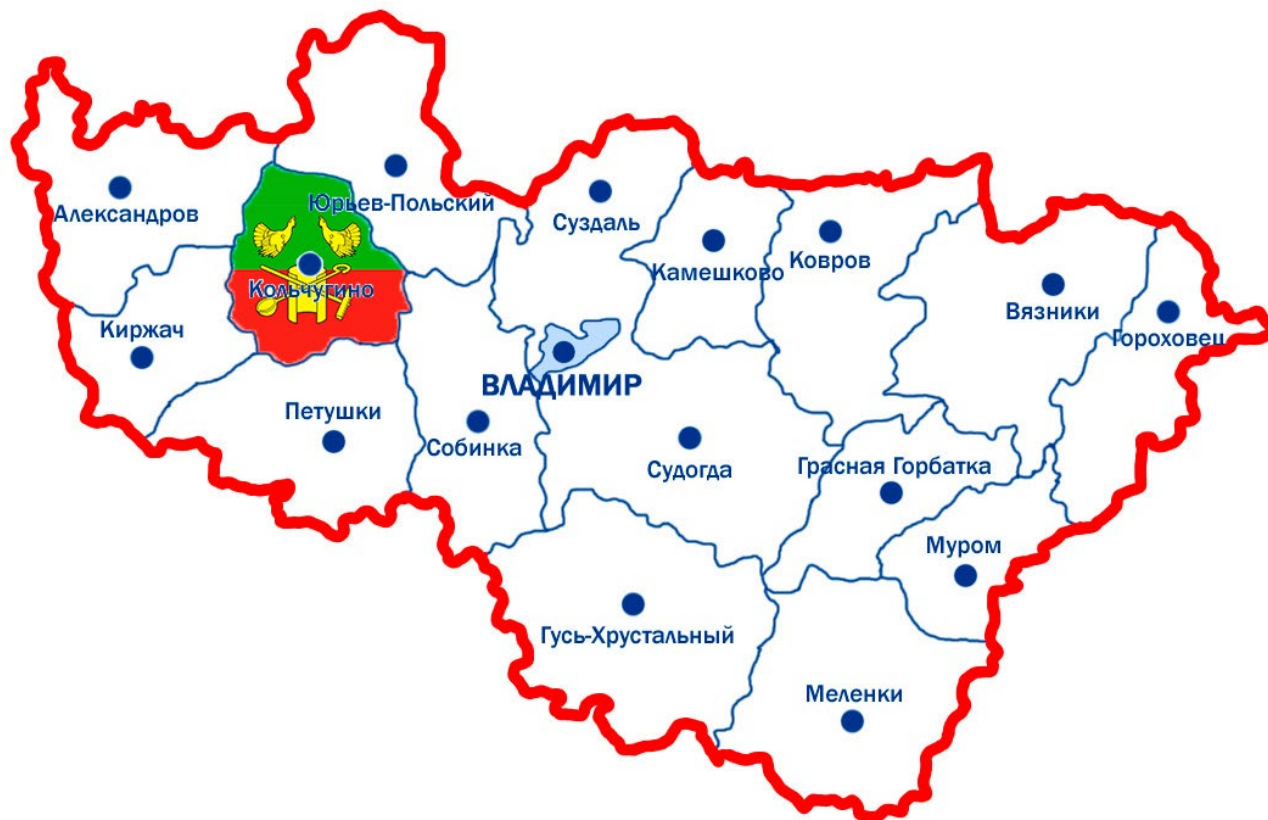 Александров
Юрьев-Польский
Суздаль
Камешково
Ковров
Кольчугино
Вязники
Киржач
Гороховец
ВЛАДИМИР
Петушки
Собинка
Судогда
Грасная Горбатка
Муром
Гусь-Хрустальный
Меленки